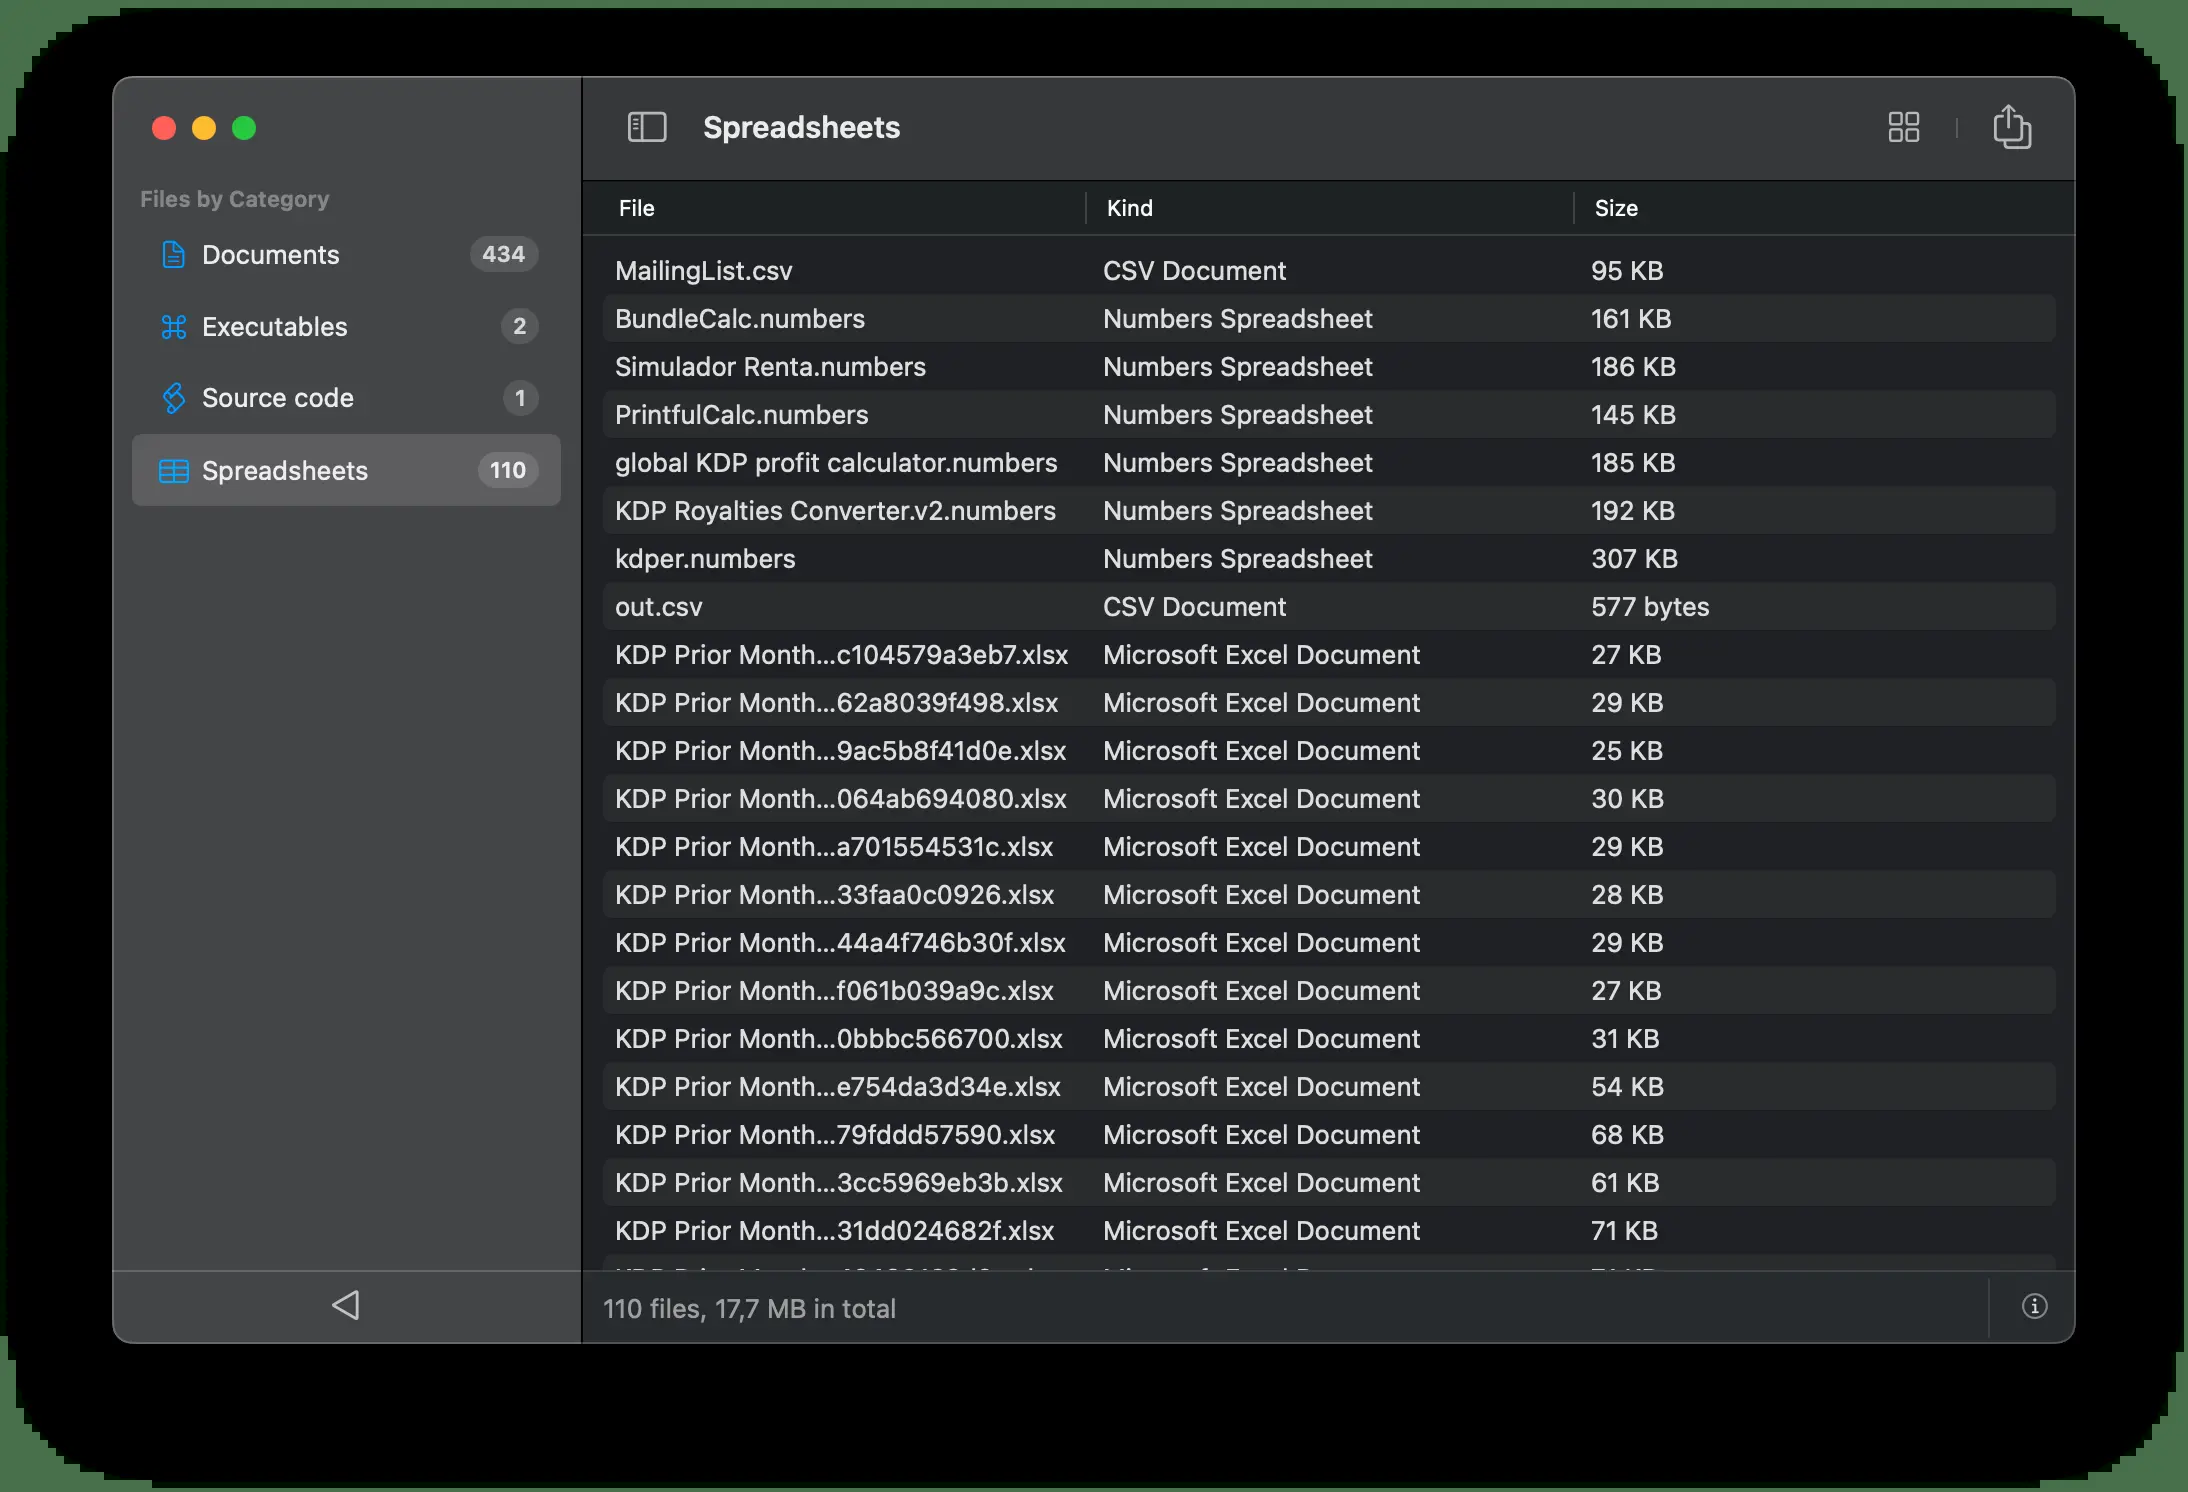 Files by Category
Documents 434
Executables 2
Source code 1
Spreadsheets 110
Spreadsheets
File Kind Size
MailingList.csv CSV Document 95 KB
BundleCalc.numbers Numbers Spreadsheet 161 KB
Simulador Renta.numbers Numbers Spreadsheet 186 KB
PrintfulCalc.numbers Numbers Spreadsheet 145 KB
global KDP profit calculator.numbers Numbers Spreadsheet 185 KB
KDP Royalties Converter.v2.numbers Numbers Spreadsheet 192 KB
kdper.numbers Numbers Spreadsheet 307 KB
out.csv CSV Document 577 bytes
KDP Prior Month...c104579a3eb7.xlsx Microsoft Excel Document 27 KB
KDP Prior Month...62a8039f498.xlsx Microsoft Excel Document 29 KB
KDP Prior Month...9ac5b8f41d0e.xlsx Microsoft Excel Document 25 KB
KDP Prior Month...064ab694080.xlsx Microsoft Excel Document 30 KB
KDP Prior Month...a701554531c.xlsx Microsoft Excel Document 29 KB
KDP Prior Month...33faa0c0926.xlsx Microsoft Excel Document 28 KB
KDP Prior Month...44a4f746b30f.xlsx Microsoft Excel Document 29 KB
KDP Prior Month...f061b039a9c.xlsx Microsoft Excel Document 27 KB
KDP Prior Month...0bbbc566700.xlsx Microsoft Excel Document 31 KB
KDP Prior Month...e754da3d34e.xlsx Microsoft Excel Document 54 KB
KDP Prior Month...79fddd57590.xlsx Microsoft Excel Document 68 KB
KDP Prior Month...3cc5969eb3b.xlsx Microsoft Excel Document 61 KB
KDP Prior Month...31dd024682f.xlsx Microsoft Excel Document 71 KB
110 files, 17,7 MB in total